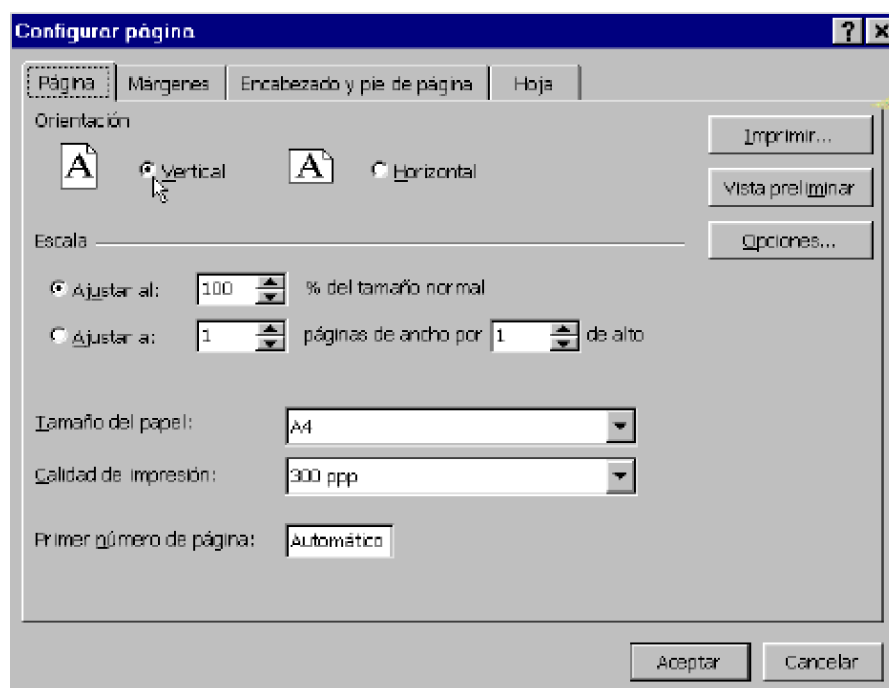 Configurar página
Página Márgenes Encabezado y pie de página Hoja
Orientación
A Vertical A Horizontal
Imprimir...
Vista preliminar
Opciones...
Escala
Ajustar al: 100 % del tamaño normal
Ajustar a: 1 páginas de ancho por 1 de alto
Tamaño del papel: A4
Calidad de impresión: 300 ppp
Primer número de página: Automático
Aceptar Cancelar